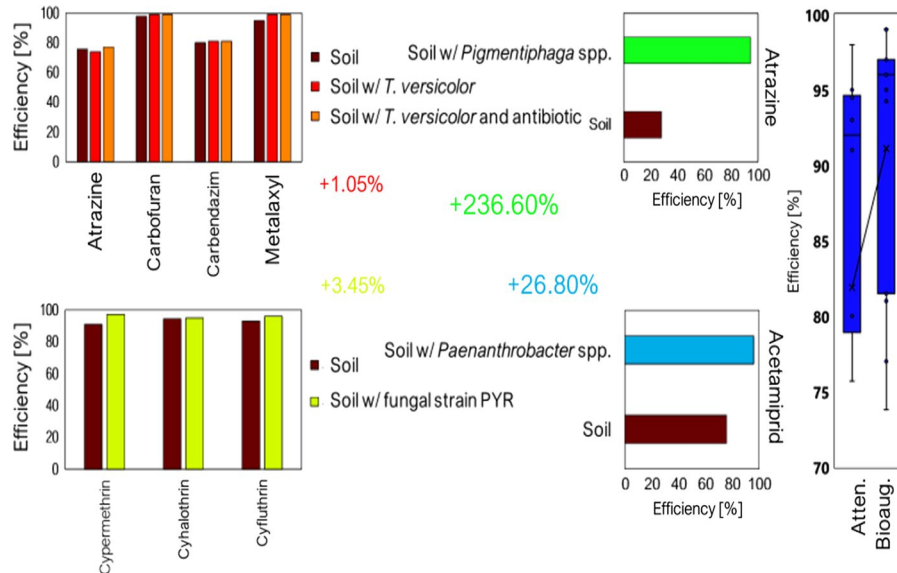 Efficiency [%]
100
80
60
40
20
0
Atrazine
Carbofuran
Carbendazim
Metalaxyl
Soil
Soil w/ T. versicolor
Soil w/ T. versicolor and antibiotic
+1.05%
+236.60%
+3.45%
+26.80%
Soil w/ Pigmentiphaga spp.
Soil
0 20 40 60 80 100
Efficiency [%]
Atrazine
Efficiency [%]
100
80
60
40
20
0
Cypermethrin
Cyhalothrin
Cyfluthrin
Soil
Soil w/ fungal strain PYR
Soil w/ Paenanthrobacter spp.
Soil
0 20 40 60 80 100
Efficiency [%]
Acetamiprid
Efficiency [%]
100
95
90
85
80
75
70
Atten.
Bioaug.